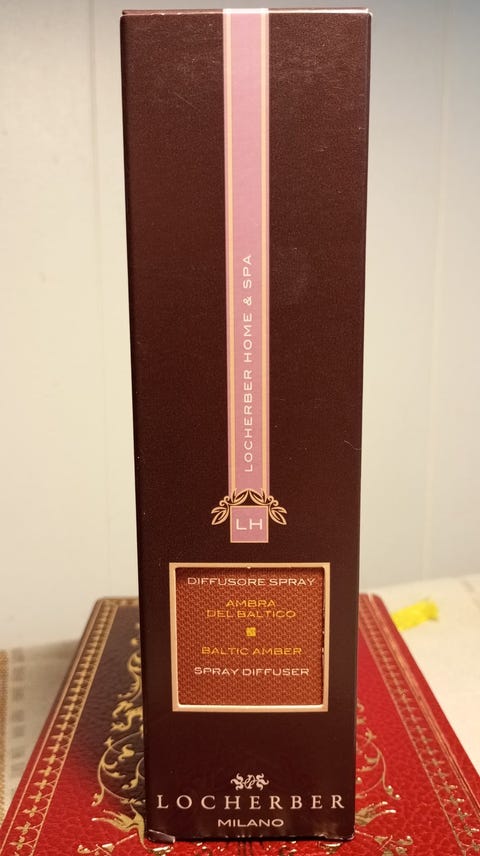 LOCHERBER HOME & SPA
LH
DIFFUSORE SPRAY
AMBRA
DEL BALTICO
BALTIC AMBER
SPRAY DIFFUSER
LOCHERBER
MILANO